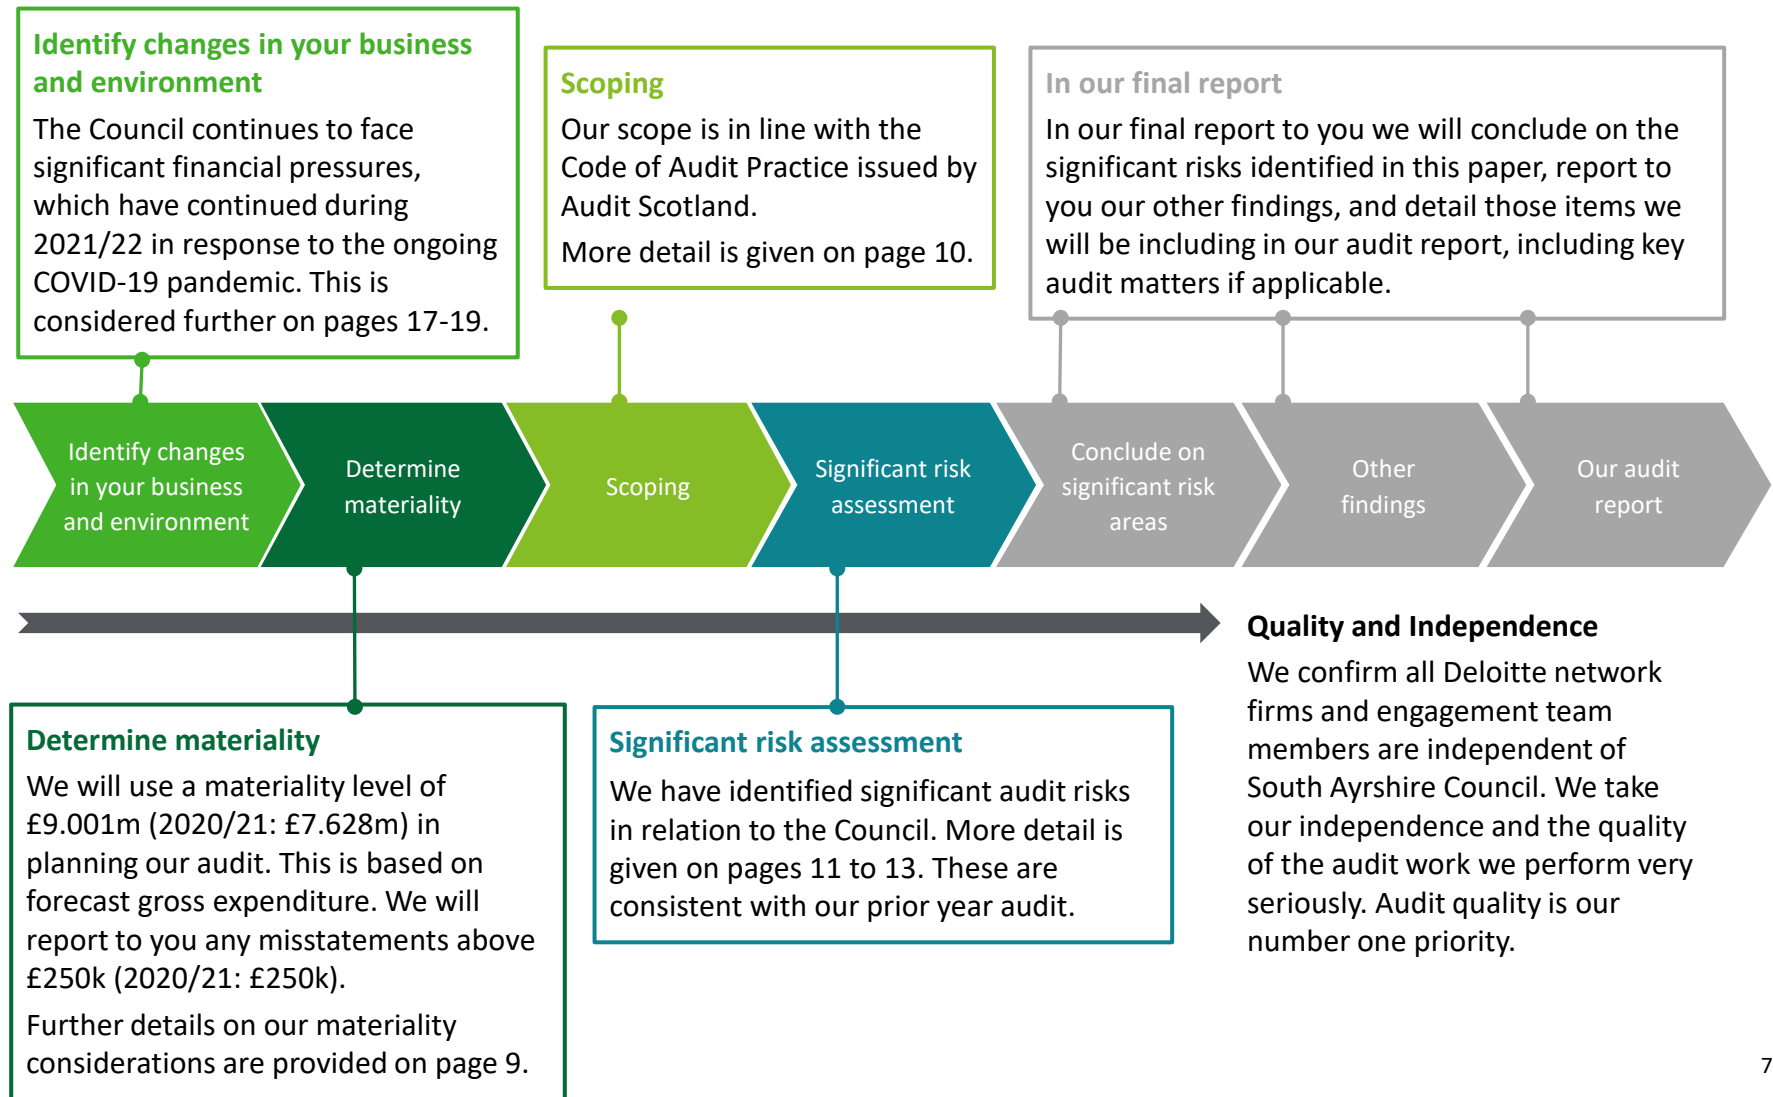 Identify changes in your business
and environment
The Council continues to face
significant financial pressures,
which have continued during
2021/22 in response to the ongoing
COVID-19 pandemic. This is
considered further on pages 17-19.
Scoping
Our scope is in line with the
Code of Audit Practice issued by
Audit Scotland.
More detail is given on page 10.
In our final report
In our final report to you we will conclude on the
significant risks identified in this paper, report to
you our other findings, and detail those items we
will be including in our audit report, including key
audit matters if applicable.
Identify changes
in your business
and environment
Determine
materiality
Scoping
Significant risk
assessment
Conclude on
significant risk
areas
Other
findings
Our audit
report
Determine materiality
We will use a materiality level of
£9.001m (2020/21: £7.628m) in
planning our audit. This is based on
forecast gross expenditure. We will
report to you any misstatements above
£250k (2020/21: £250k).
Further details on our materiality
considerations are provided on page 9.
Significant risk assessment
We have identified significant audit risks
in relation to the Council. More detail is
given on pages 11 to 13. These are
consistent with our prior year audit.
Quality and Independence
We confirm all Deloitte network
firms and engagement team
members are independent of
South Ayrshire Council. We take
our independence and the quality
of the audit work we perform very
seriously. Audit quality is our
number one priority.
7